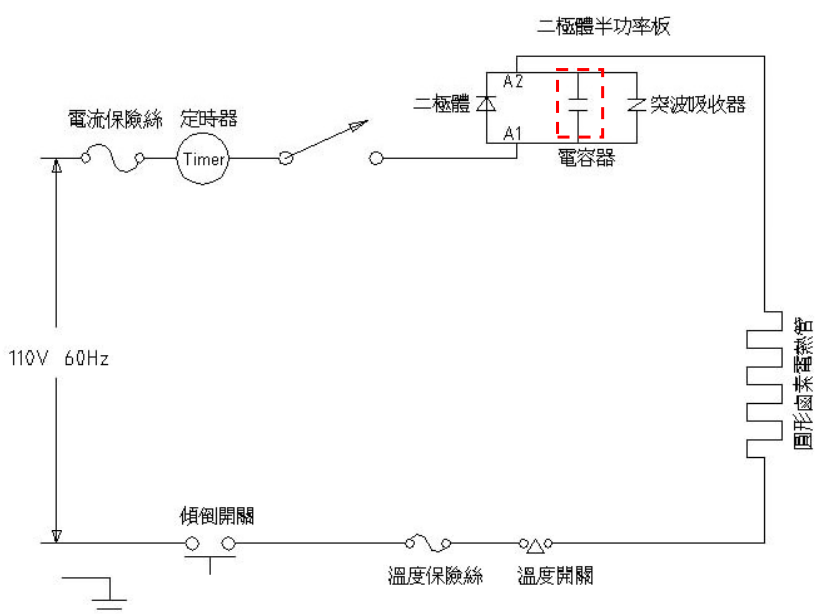 二極體半功率板
A2
二極體
突波吸收器
電流保險絲
定時器
A1
Timer
電容器
110V 60Hz
圓形鹵素電熱管
傾倒開關
溫度保險絲
溫度開關